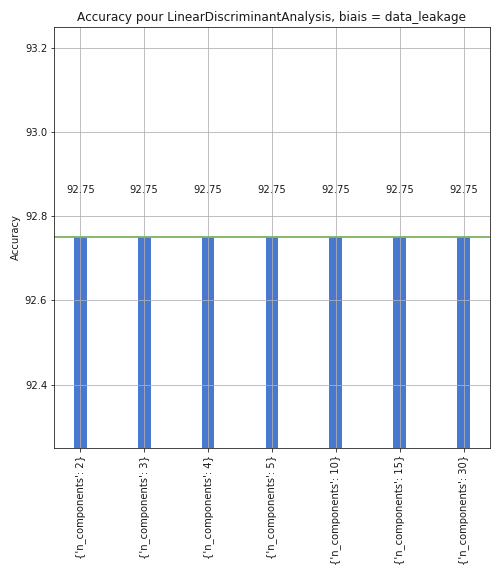 Accuracy pour LinearDiscriminantAnalysis, biais = data_leakage
93.2
93.0
92.8
92.6
92.4
Accuracy
92.75 92.75 92.75 92.75 92.75 92.75 92.75
{'n_components': 2}
{'n_components': 3}
{'n_components': 4}
{'n_components': 5}
{'n_components': 10}
{'n_components': 15}
{'n_components': 30}